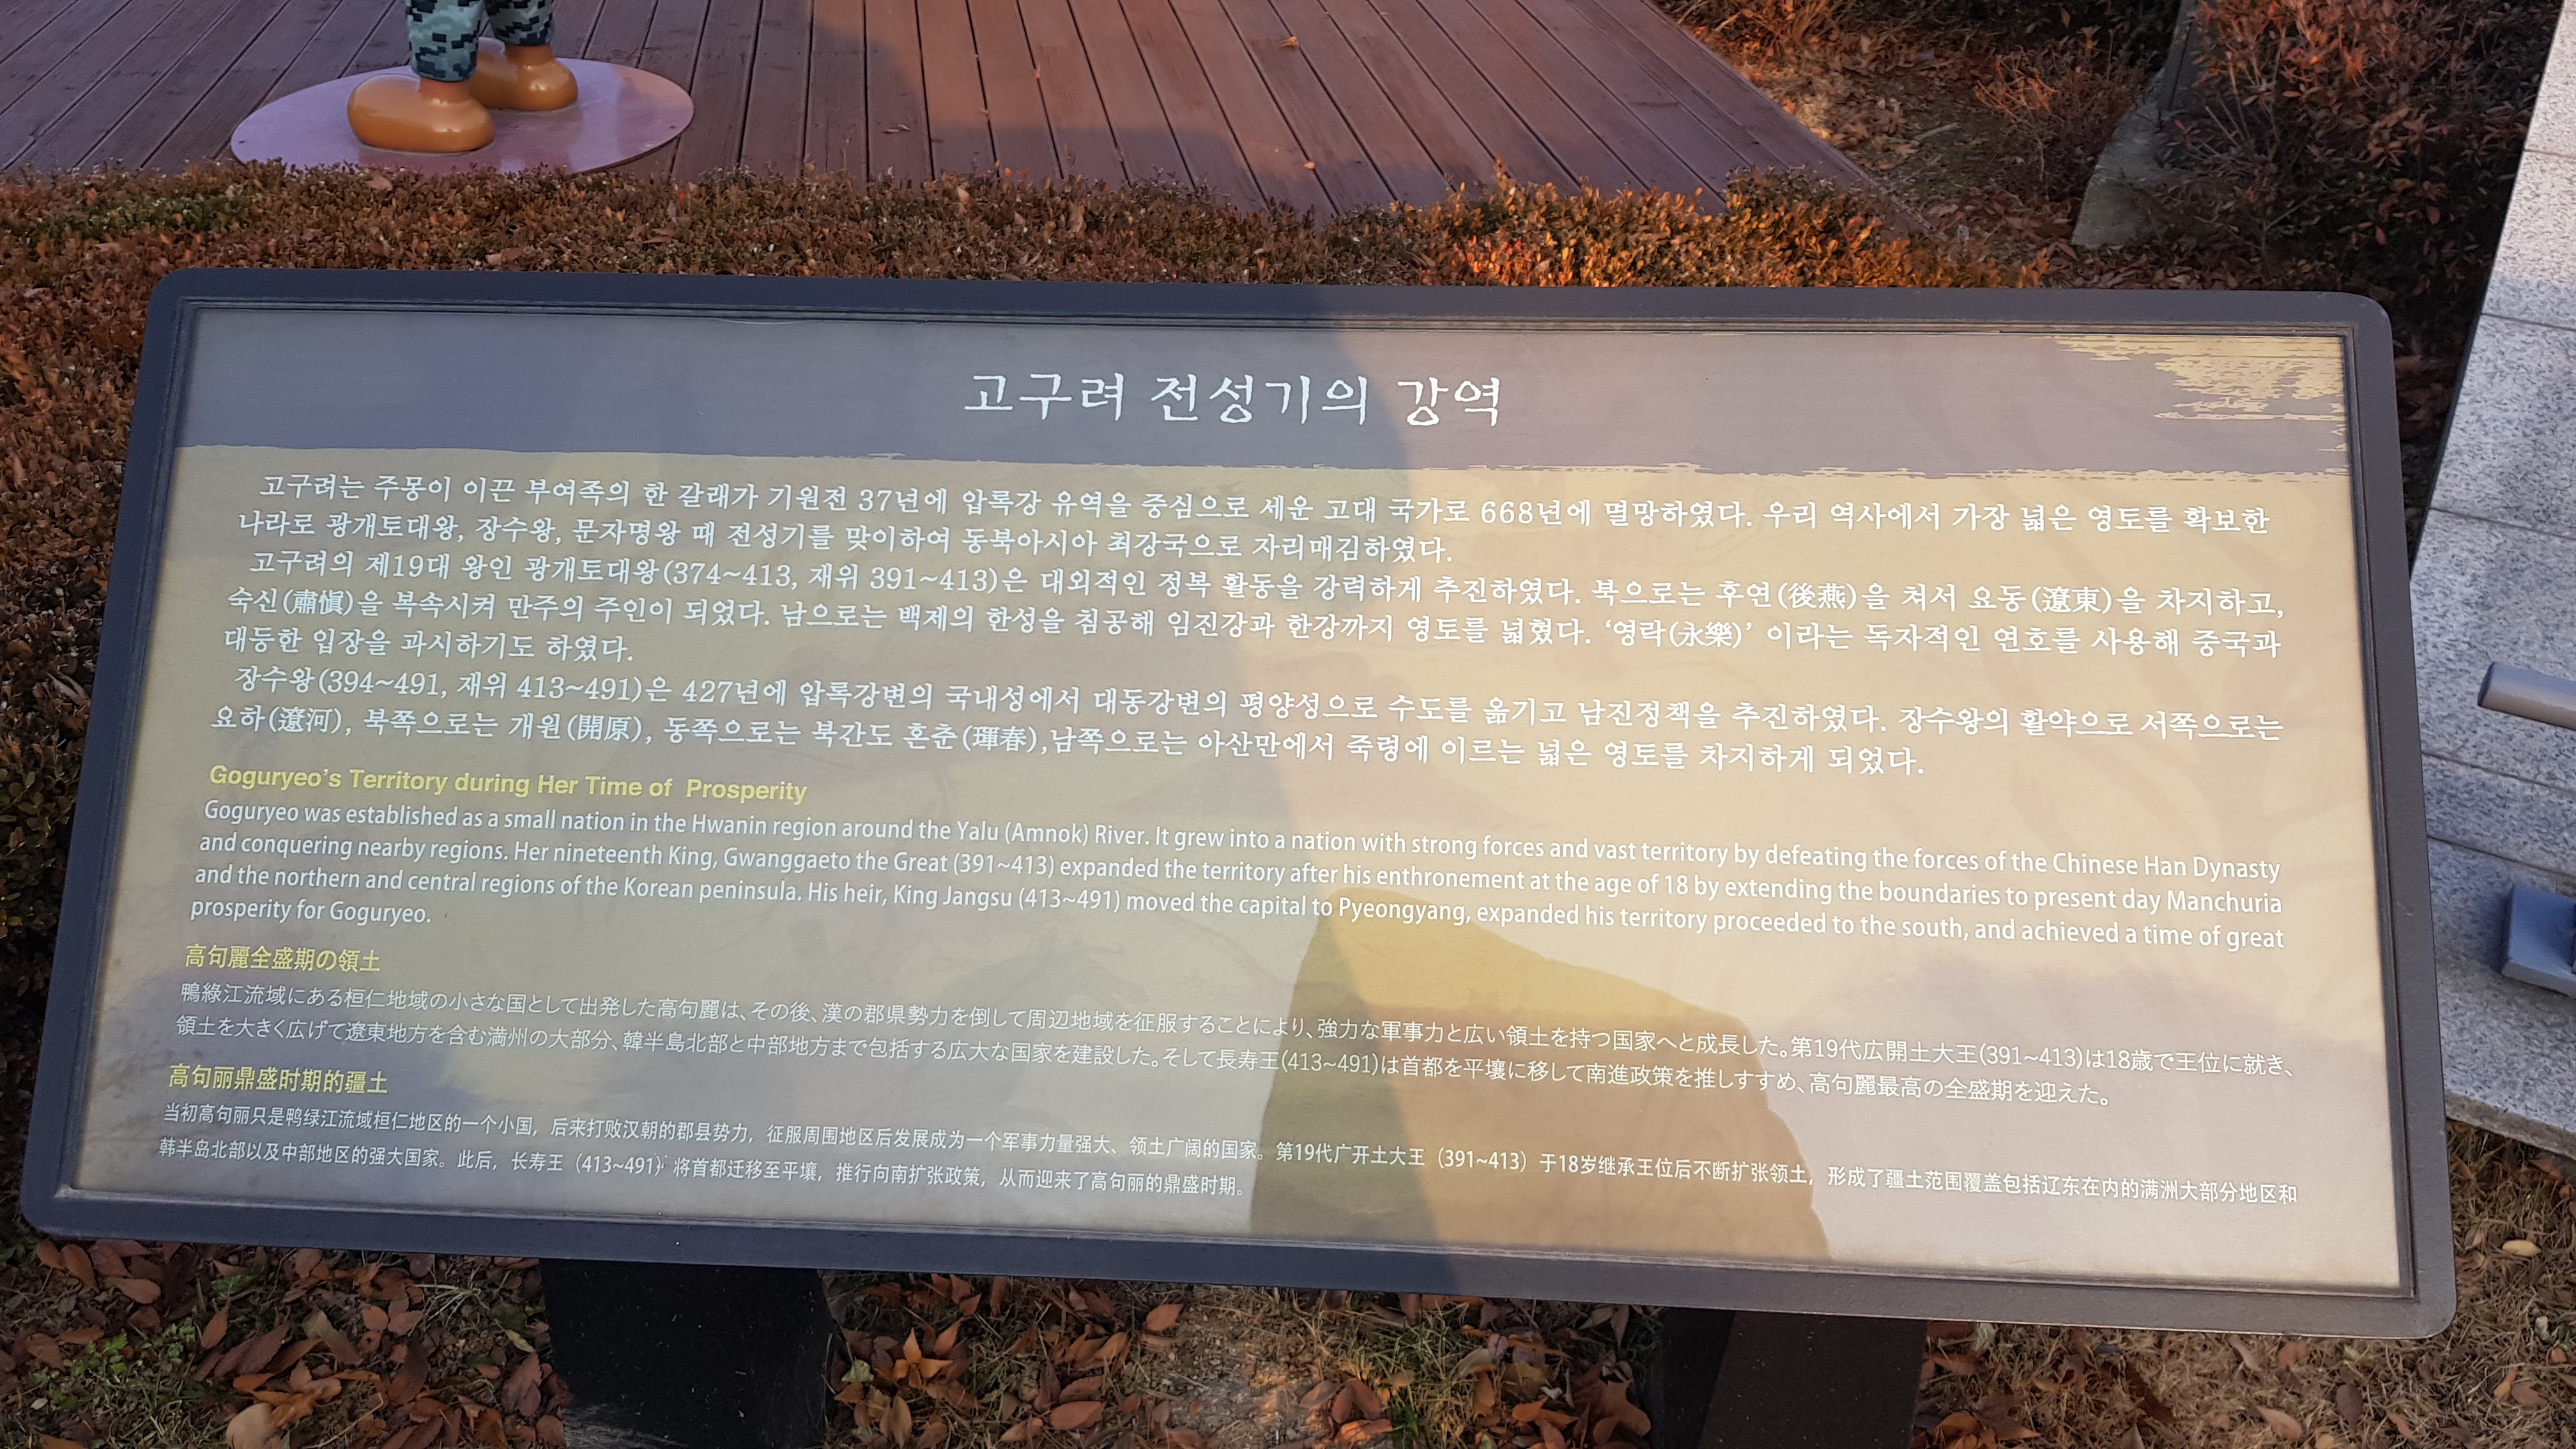 고구려 전성기의 강역
고구려는 주몽이 이끈 부여족의 한 갈래가 기원전 37년에 압록강 유역을 중심으로 세운 고대 국가로 668년에 멸망하였다. 우리 역사에서 가장 넓은 영토를 확보한
나라로 광개토대왕, 장수왕, 문자명왕 때 전성기를 맞이하여 동북아시아 최강국으로 자리매김하였다.
고구려의 제19대 왕인 광개토대왕(374~413, 재위 391~413)은 대외적인 정복 활동을 강력하게 추진하였다. 북으로는 후연(後燕)을 쳐서 요동(遼東)을 차지하고,
숙신(肅愼)을 복속시켜 만주의 주인이 되었다. 남으로는 백제의 한성을 침공해 임진강과 한강까지 영토를 넓혔다. ‘영락(永樂)’ 이라는 독자적인 연호를 사용해 중국과
대등한 입장을 과시하기도 하였다.
장수왕(394~491, 재위 413~491)은 427년에 압록강변의 국내성에서 대동강변의 평양성으로 수도를 옮기고 남진정책을 추진하였다. 장수왕의 활약으로 서쪽으로는
요하(遼河), 북쪽으로는 개원(開原), 동쪽으로는 북간도 혼춘(琿春),남쪽으로는 아산만에서 죽령에 이르는 넓은 영토를 차지하게 되었다.
Goguryeo's Territory during Her Time of Prosperity
Goguryeo was established as a small nation in the Hwanin region around the Yalu (Amnok) River. It grew into a nation with strong forces and vast territory by defeating the forces of the Chinese Han Dynasty
and conquering nearby regions. Her nineteenth King, Gwanggaeto the Great (391~413) expanded the territory after his enthronement at the age of 18 by extending the boundaries to present day Manchuria
and the northern and central regions of the Korean peninsula. His heir, King Jangsu (413~491) moved the capital to Pyeongyang, expanded his territory proceeded to the south, and achieved a time of great
prosperity for Goguryeo.
高句麗全盛期の領土
鴨綠江流域にある桓仁地域の小さな国として出発した高句麗は、その後、漢の郡県勢力を倒して周辺地域を征服することにより、強力な軍事力と広い領土を持つ国家へと成長した。第19代広開土大王(391~413)は18歳で王位に就き、
領土を大きく広げて遼東地方を含む満州の大部分、韓半島北部と中部地方まで包括する広大な国家を建設した。そして長寿王(413~491)は首都を平壤に移して南進政策を推しすすめ、高句麗最高の全盛期を迎えた。
高句丽鼎盛时期的疆土
当初高句丽只是鸭绿江流域桓仁地区的一个小国，后来打败汉朝的郡县势力，征服周围地区后发展成为一个军事力量强大、领土广阔的国家。第19代广开土大王（391~413）于18岁继承王位后不断扩张领土，形成了疆土范围覆盖包括辽东在内的满洲大部分地区和
韩半岛北部以及中部地区的强大国家。此后，长寿王（413~491）将首都迁移至平壤，推行向南扩张政策，从而迎来了高句丽的鼎盛时期。